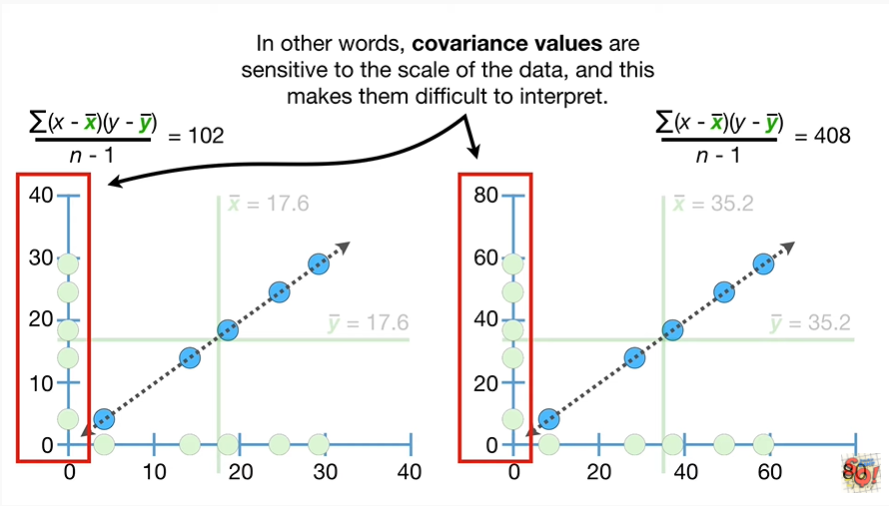 In other words, covariance values are
sensitive to the scale of the data, and this
makes them difficult to interpret.
∑(x - x̄)(y - ȳ)
n - 1
= 102
∑(x - x̄)(y - ȳ)
n - 1
= 408
40
30
20
10
0
x̄ = 17.6
ȳ = 17.6
0 10 20 30 40
80
60
40
20
0
x̄ = 35.2
ȳ = 35.2
0 20 40 60 80